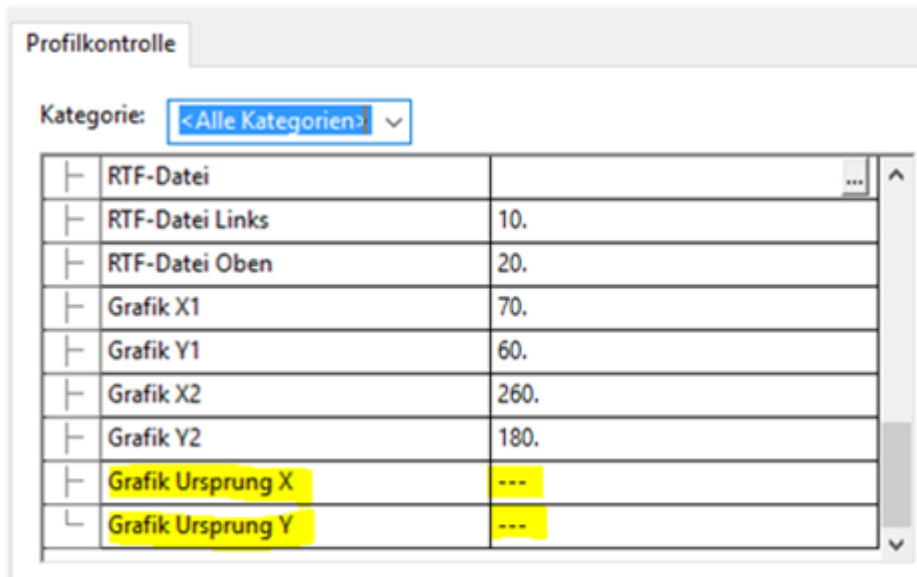 Profilkontrolle
Kategorie: <Alle Kategorien>
RTF-Datei ...
RTF-Datei Links 10.
RTF-Datei Oben 20.
Grafik X1 70.
Grafik Y1 60.
Grafik X2 260.
Grafik Y2 180.
Grafik Ursprung X ---
Grafik Ursprung Y ---